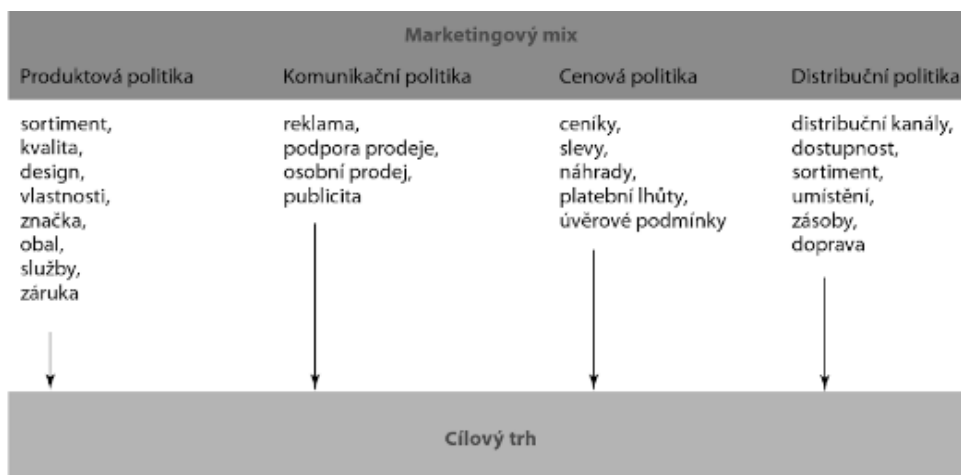 Marketingový mix
Produktová politika
Komunikační politika
Cenová politika
Distribuční politika
sortiment,
kvalita,
design,
vlastnosti,
značka,
obal,
služby,
záruka
reklama,
podpora prodeje,
osobní prodej,
publicita
ceníky,
slevy,
náhrady,
platební lhůty,
úvěrové podmínky
distribuční kanály,
dostupnost,
sortiment,
umístění,
zásoby,
doprava
Cílový trh